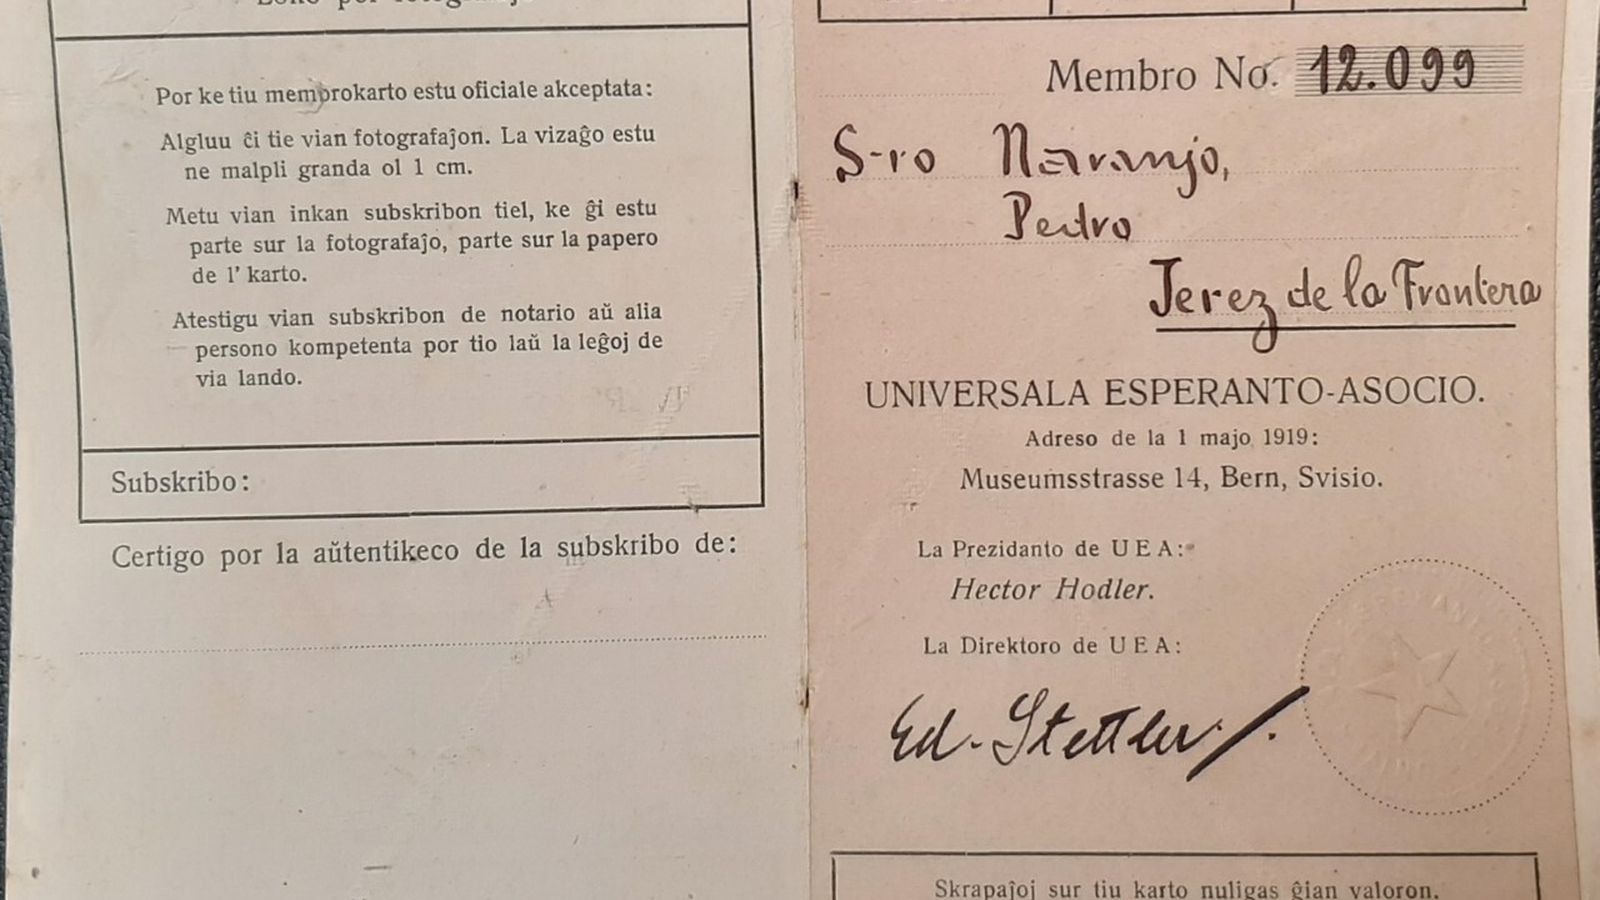 Loko por fotografaĵo
Por ke tiu memprokarto estu oficiale akceptata:
Algluu ĉi tie vian fotografaĵon. La vizaĝo estu
ne malpli granda ol 1 cm.
Metu vian inkan subskribon tiel, ke ĝi estu
parte sur la fotografaĵo, parte sur la papero
de l' karto.
Atestigu vian subskribon de notario aŭ alia
persono kompetenta por tio laŭ la leĝoj de
via lando.
Subskribo:
Certigo por la aŭtentikeco de la subskribo de:
Membro No. 12.099
S-ro Naranjo,
Pedro
Jerez de la Frontera
UNIVERSALA ESPERANTO-ASOCIO.
Adreso de la 1 majo 1919:
Museumsstrasse 14, Bern, Svisio.
La Prezidanto de UEA:
Hector Hodler.
La Direktoro de UEA:
Ed. Stettler
Skrapaĵoj sur tiu karto nuligas ĝian valoron.